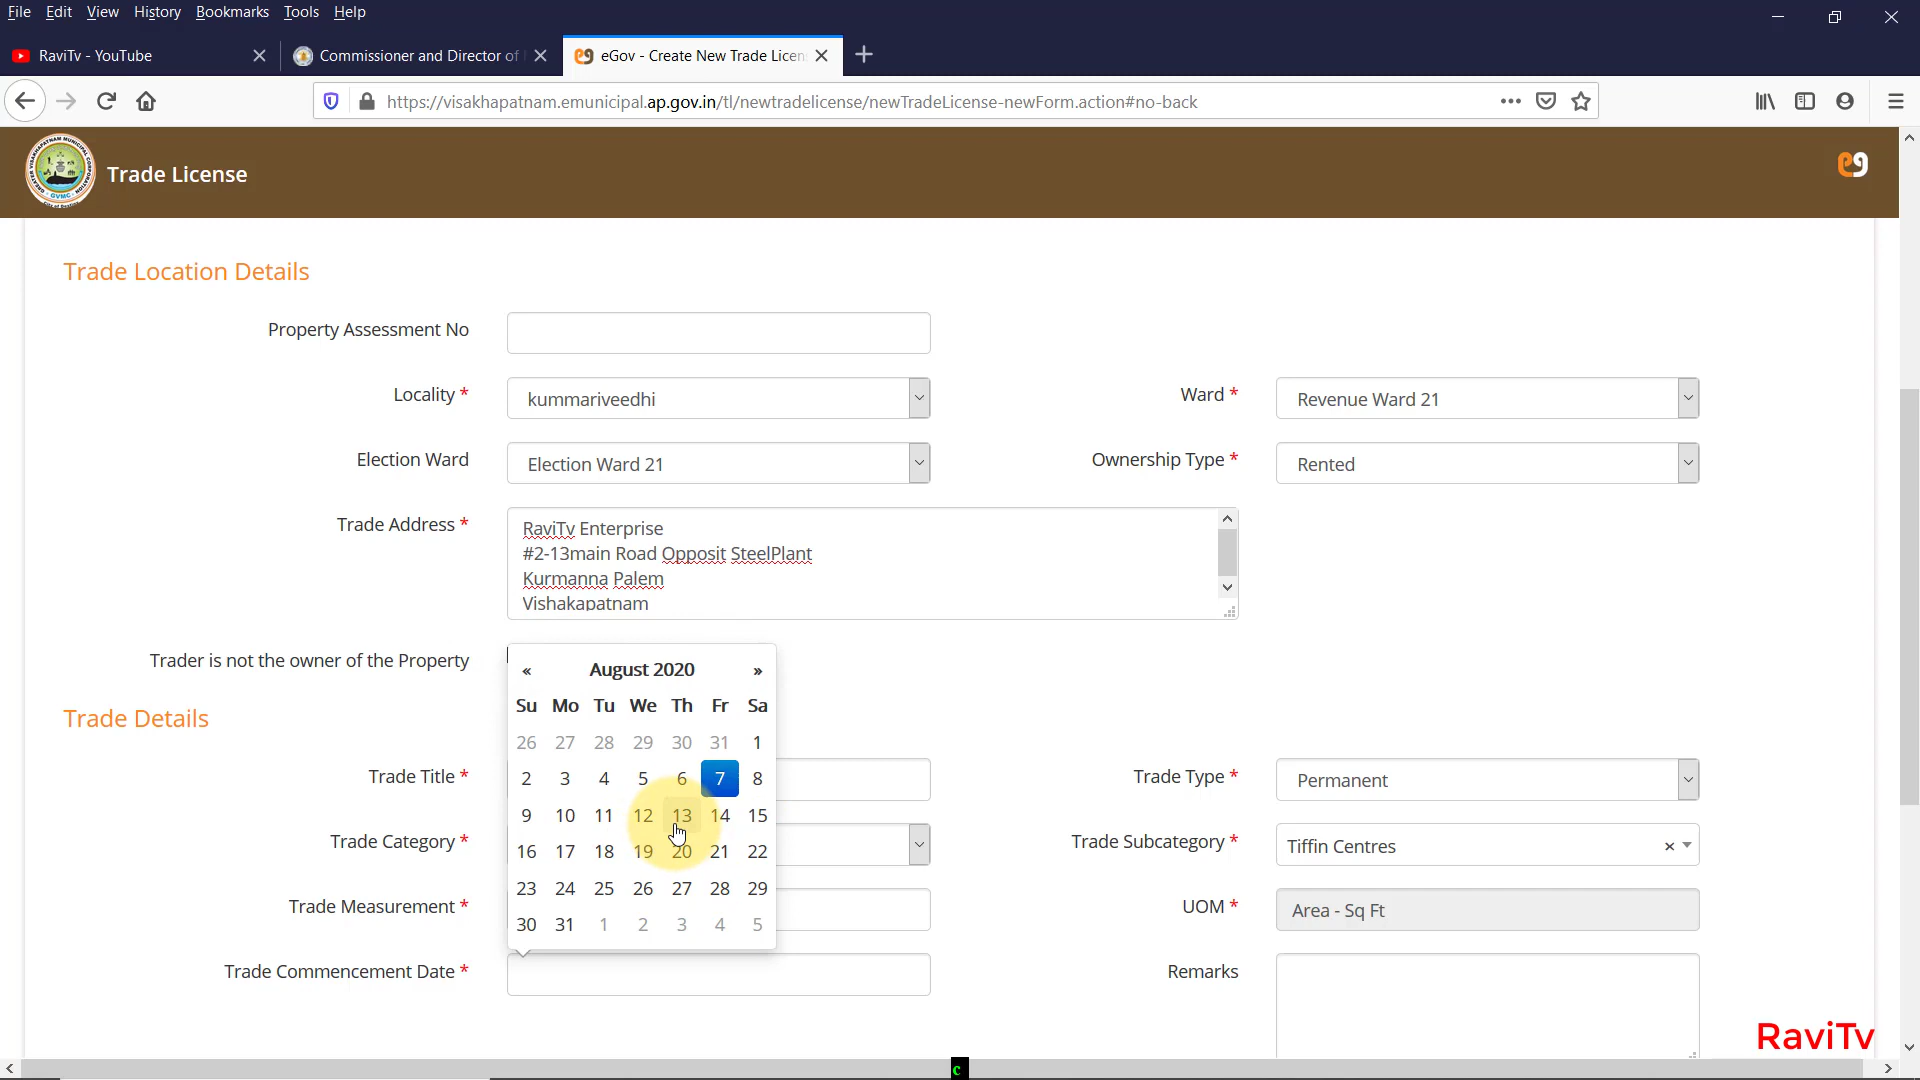 File Edit View History Bookmarks Tools Help
RaviTv - YouTube
Commissioner and Director of
eGov - Create New Trade Licen
https://visakhapatnam.emunicipal.ap.gov.in/tl/newtradelicense/newTradeLicense-newForm.action#no-back
GREATER VISAKHAPATNAM MUNICIPAL CORPORATION
GVMC
Trade License
Trade Location Details
Property Assessment No
Locality * kummariveedhi Ward * Revenue Ward 21
Election Ward Election Ward 21 Ownership Type * Rented
Trade Address * RaviTv Enterprise
#2-13main Road Opposit SteelPlant
Kurmanna Palem
Vishakapatnam
Trader is not the owner of the Property
« August 2020 »
Su Mo Tu We Th Fr Sa
26 27 28 29 30 31 1
2 3 4 5 6 7 8
9 10 11 12 13 14 15
16 17 18 19 20 21 22
23 24 25 26 27 28 29
30 31 1 2 3 4 5
Trade Details
Trade Title * Trade Type * Permanent
Trade Category * Trade Subcategory * Tiffin Centres ×
Trade Measurement * UOM * Area - Sq Ft
Trade Commencement Date * Remarks
RaviTv
c